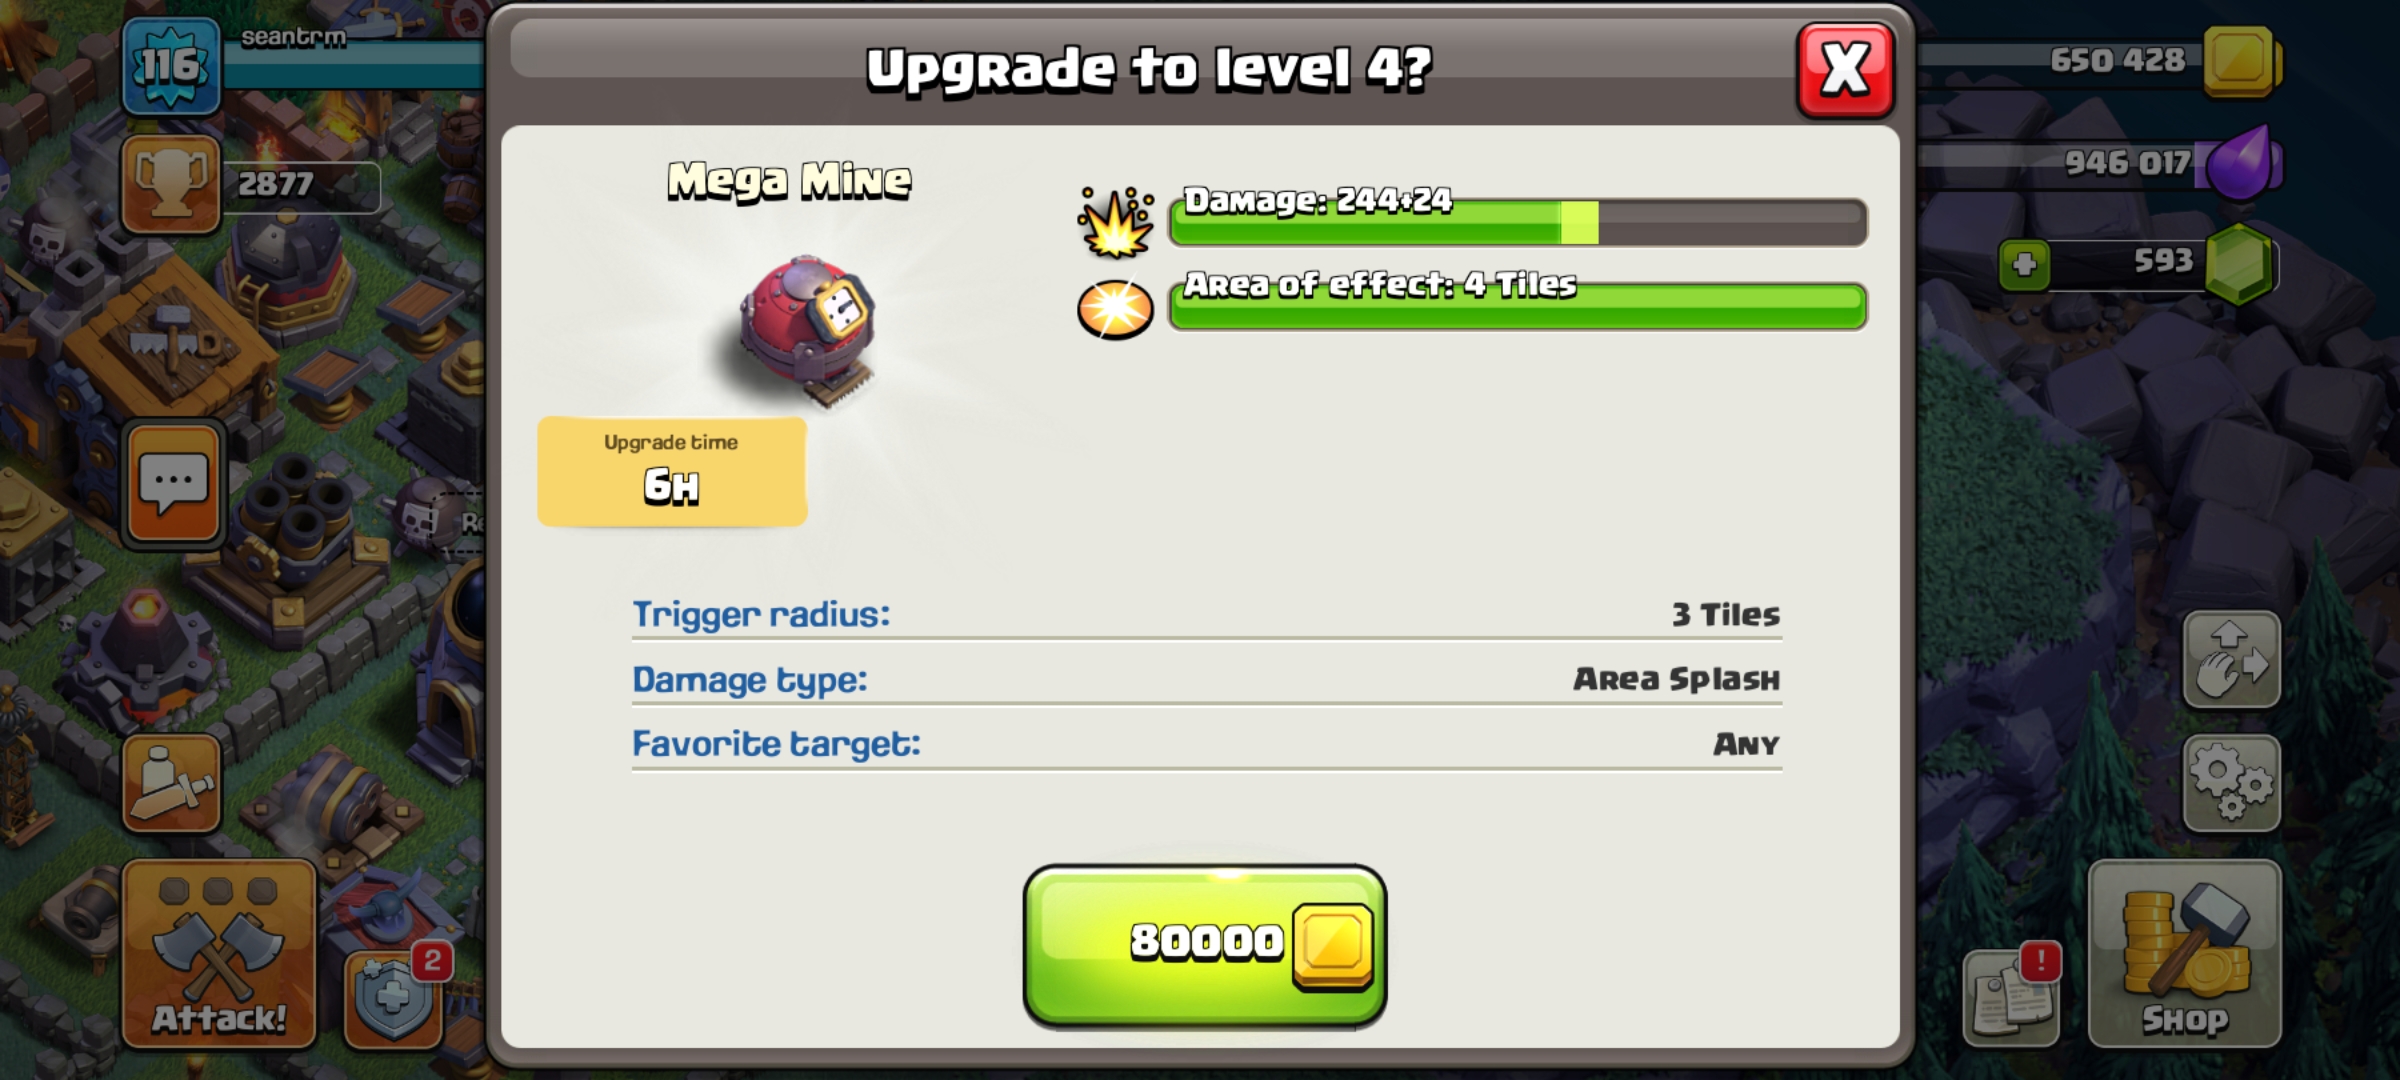 116
seantrm
2877
Upgrade to level 4?
X
650 428
946 017
593
Mega Mine
Damage: 244+24
Area of effect: 4 Tiles
Upgrade time
6H
Trigger radius: 3 Tiles
Damage type: Area Splash
Favorite target: Any
80000
Attack!
2
!
Shop